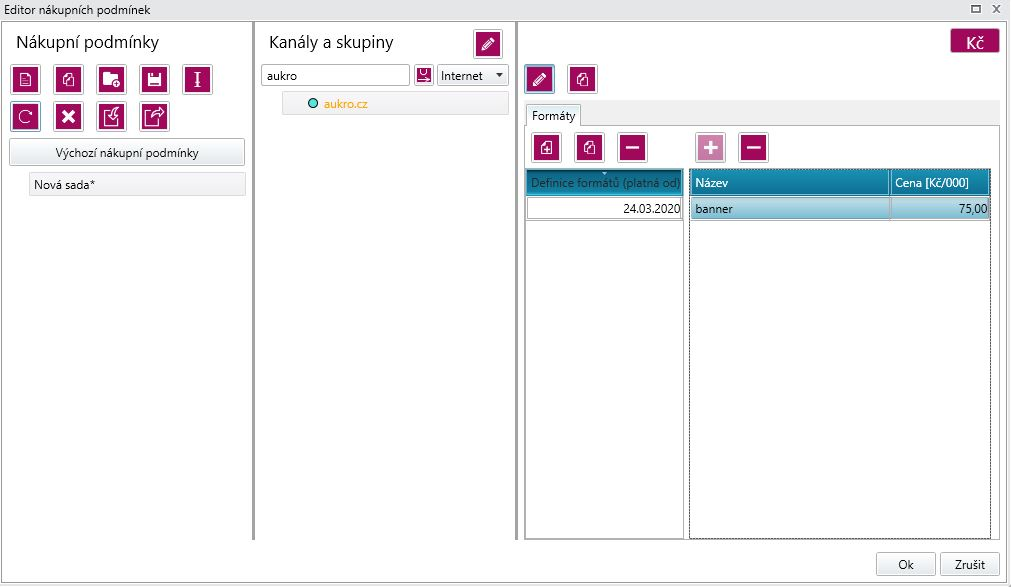 Editor nákupních podmínek
Nákupní podmínky
Výchozí nákupní podmínky
Nová sada*
Kanály a skupiny
aukro
Internet
aukro.cz
Kč
Formáty
Definice formátů (platná od)
24.03.2020
Název
Cena [Kč/000]
banner
75,00
Ok
Zrušit